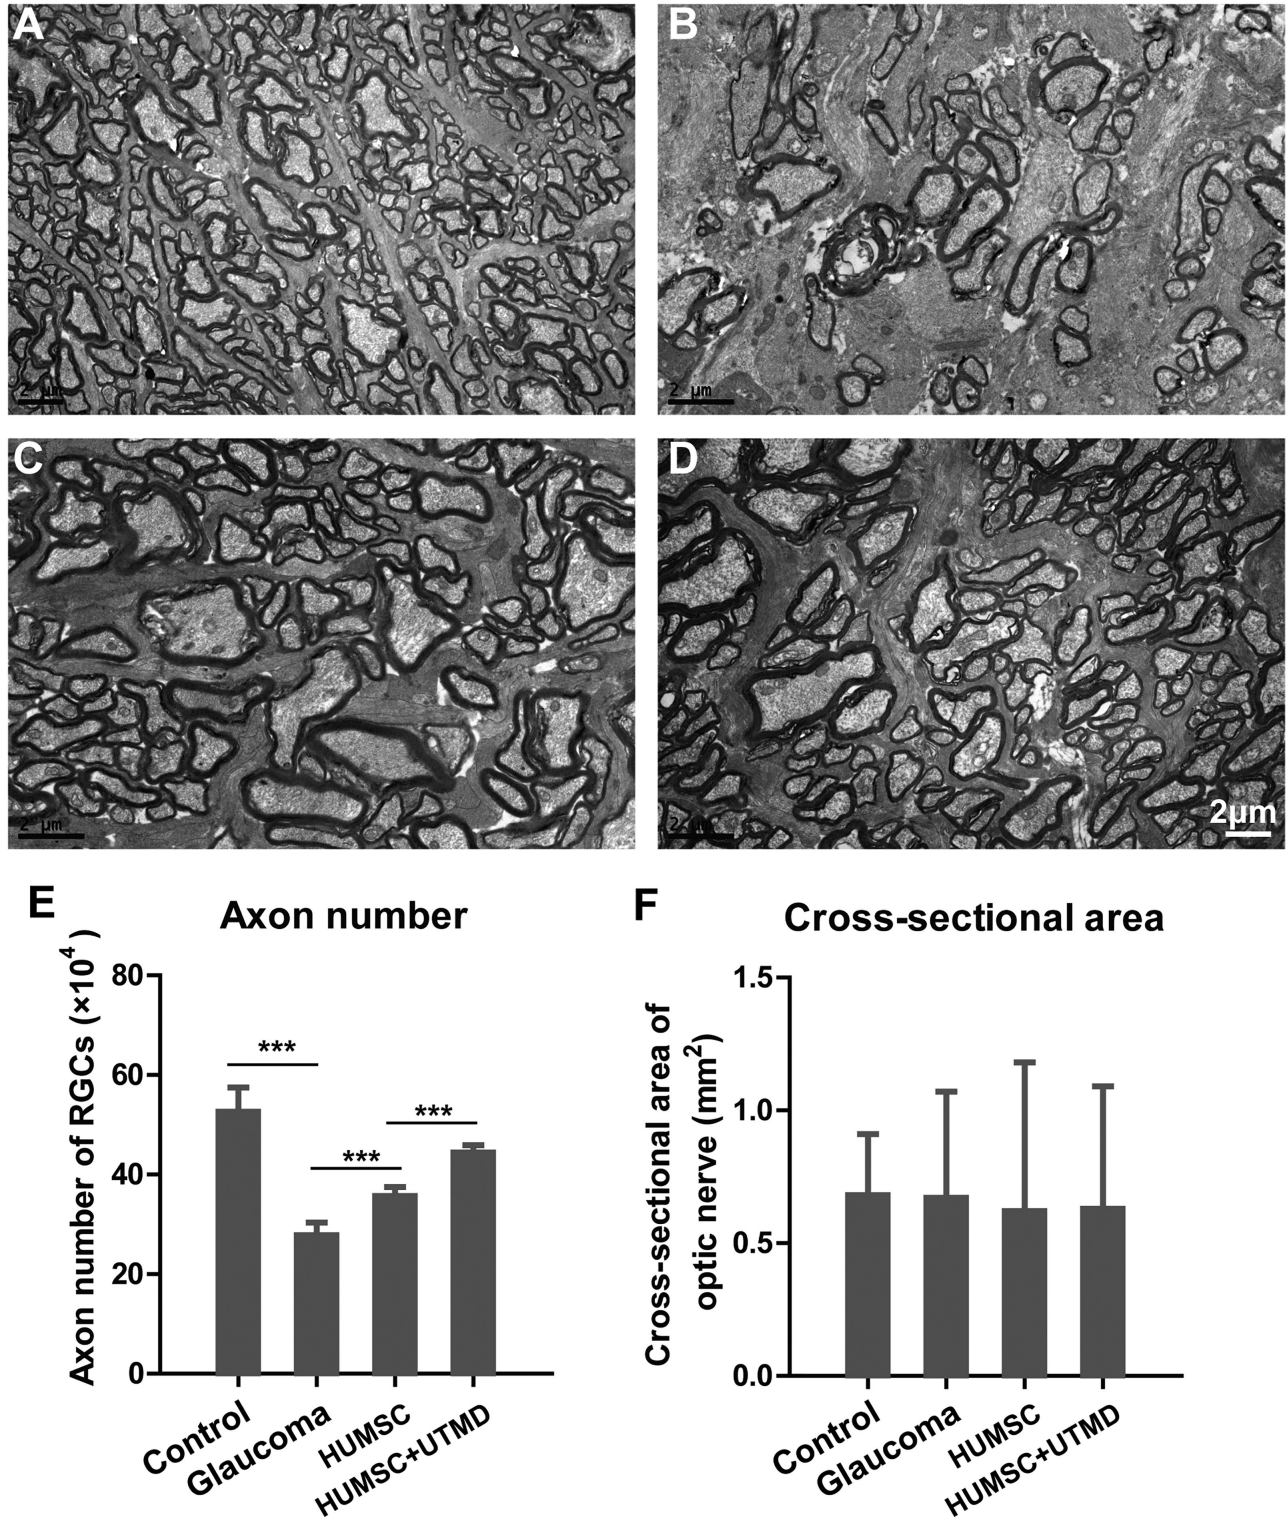 A
B
2 μm
2 μm
C
D
2 μm
2 μm
2μm
E
Axon number
Axon number of RGCs (×10⁴)
80
60
40
20
0
***
***
***
Control
Glaucoma
HUMSC
HUMSC+UTMD
F
Cross-sectional area
Cross-sectional area of
optic nerve (mm²)
1.5
1.0
0.5
0.0
Control
Glaucoma
HUMSC
HUMSC+UTMD